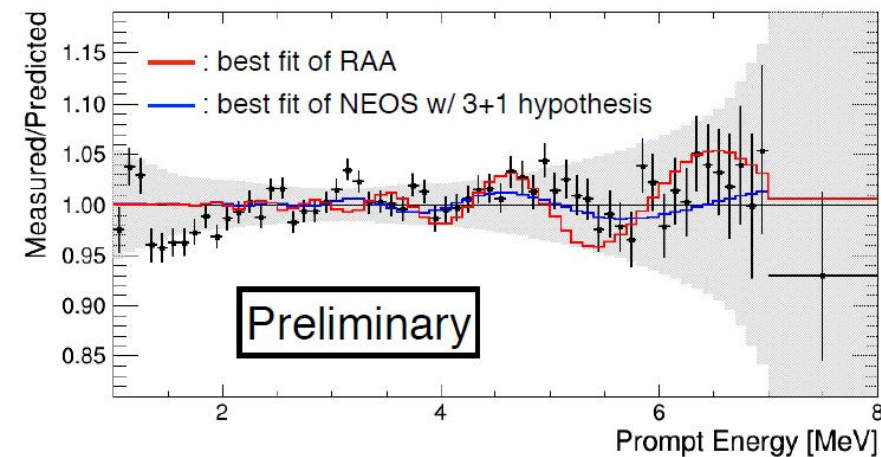 Measured/Predicted
1.15
1.10
1.05
1.00
0.95
0.90
0.85
: best fit of RAA
: best fit of NEOS w/ 3+1 hypothesis
Preliminary
2
4
6
8
Prompt Energy [MeV]